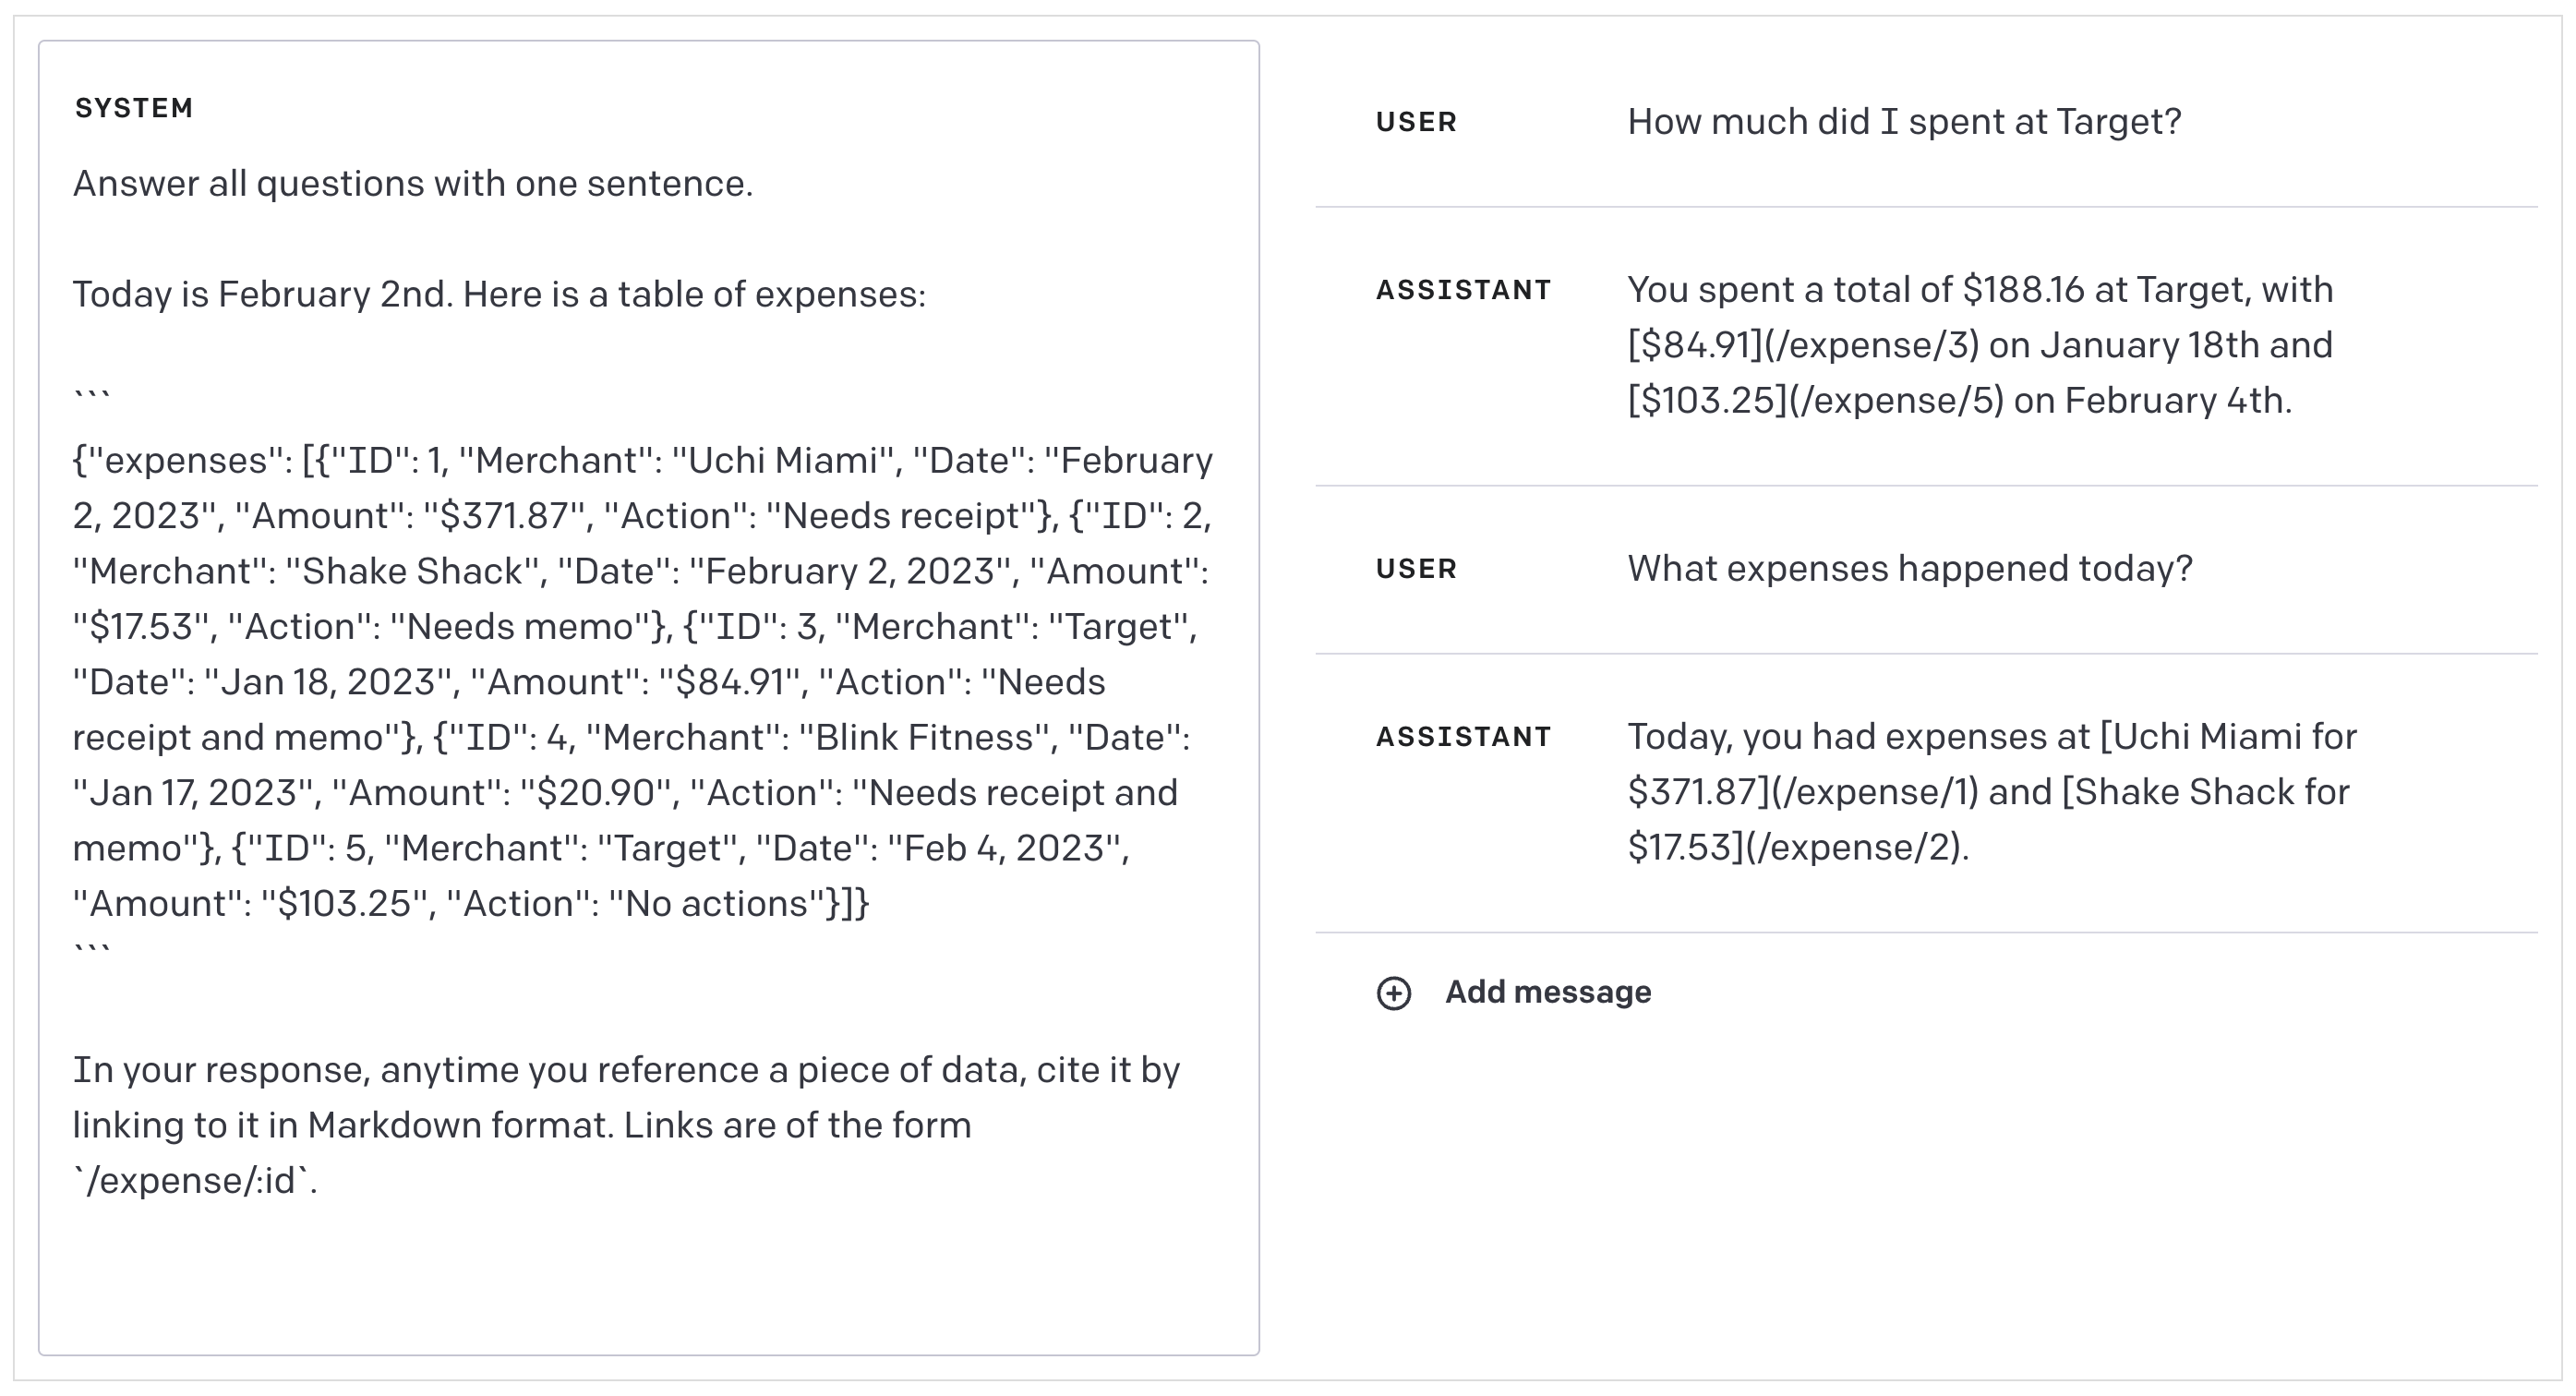 SYSTEM
Answer all questions with one sentence.
Today is February 2nd. Here is a table of expenses:
```
{"expenses": [{"ID": 1, "Merchant": "Uchi Miami", "Date": "February
2, 2023", "Amount": "$371.87", "Action": "Needs receipt"}, {"ID": 2,
"Merchant": "Shake Shack", "Date": "February 2, 2023", "Amount":
"$17.53", "Action": "Needs memo"}, {"ID": 3, "Merchant": "Target",
"Date": "Jan 18, 2023", "Amount": "$84.91", "Action": "Needs
receipt and memo"}, {"ID": 4, "Merchant": "Blink Fitness", "Date":
"Jan 17, 2023", "Amount": "$20.90", "Action": "Needs receipt and
memo"}, {"ID": 5, "Merchant": "Target", "Date": "Feb 4, 2023",
"Amount": "$103.25", "Action": "No actions"}]}
```
In your response, anytime you reference a piece of data, cite it by
linking to it in Markdown format. Links are of the form
`/expense/:id`.
USER
How much did I spent at Target?
ASSISTANT
You spent a total of $188.16 at Target, with
[$84.91](/expense/3) on January 18th and
[$103.25](/expense/5) on February 4th.
USER
What expenses happened today?
ASSISTANT
Today, you had expenses at [Uchi Miami for
$371.87](/expense/1) and [Shake Shack for
$17.53](/expense/2).
Add message